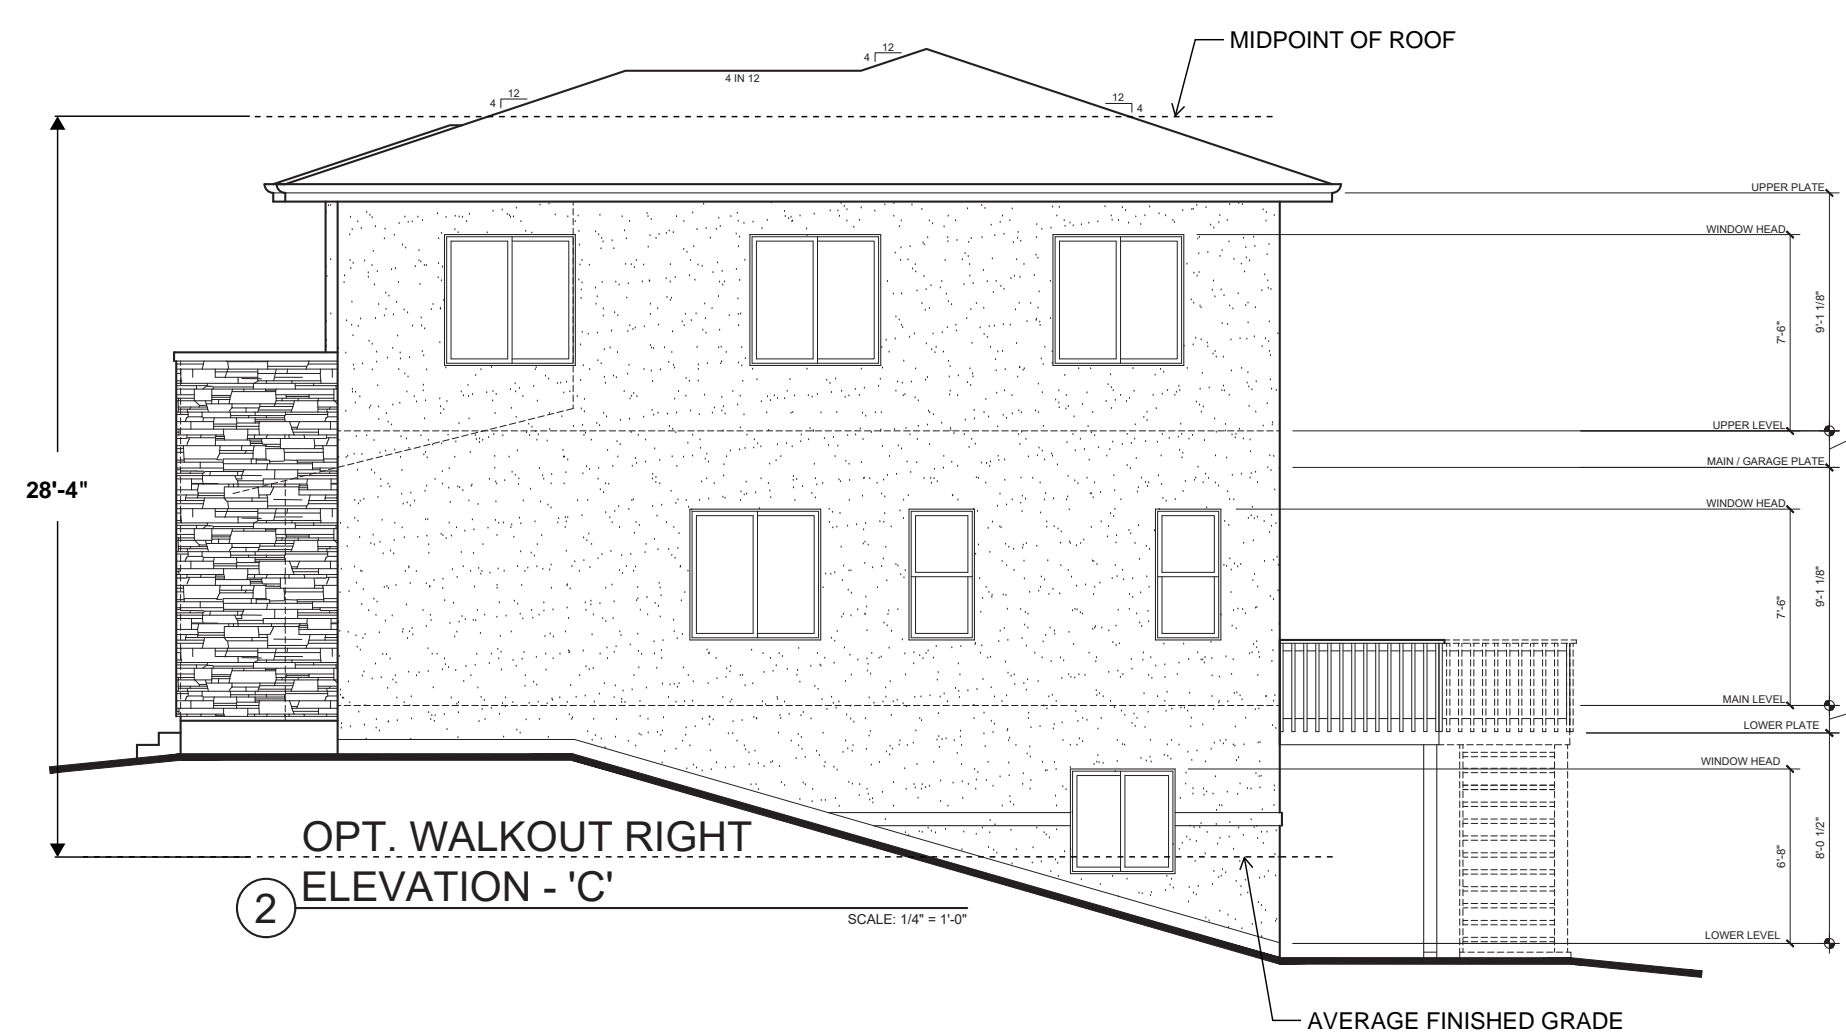 MIDPOINT OF ROOF
12
4
4 IN 12
12
4
12
4
UPPER PLATE
WINDOW HEAD
7'-6"
9'-1 1/8"
UPPER LEVEL
MAIN / GARAGE PLATE
28'-4"
WINDOW HEAD
7'-6"
9'-1 1/8"
MAIN LEVEL
LOWER PLATE
WINDOW HEAD
6'-8"
8'-0 1/2"
LOWER LEVEL
OPT. WALKOUT RIGHT
ELEVATION - 'C'
2
SCALE: 1/4" = 1'-0"
AVERAGE FINISHED GRADE